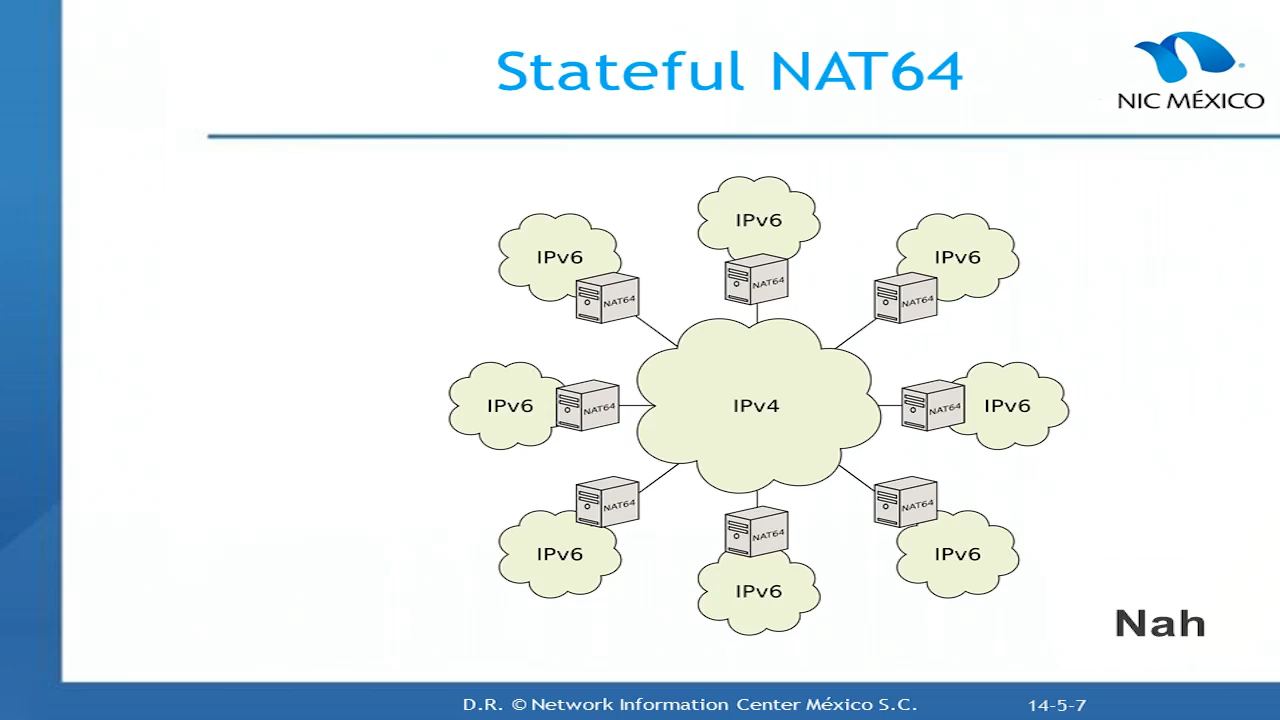 Stateful NAT64
NIC MÉXICO
IPv6
IPv6
IPv6
NAT64
NAT64
NAT64
IPv6
NAT64
IPv4
NAT64
IPv6
NAT64
NAT64
NAT64
IPv6
IPv6
IPv6
Nah
D.R. © Network Information Center México S.C.
14-5-7